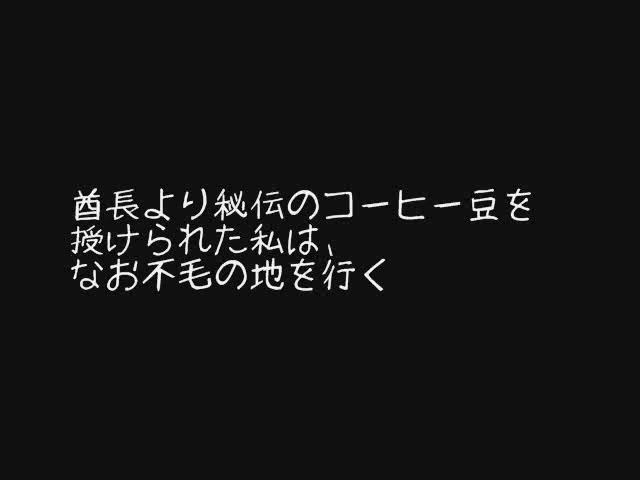 酋長より秘伝のコーヒー豆を
授けられた私は、
なお不毛の地を行く